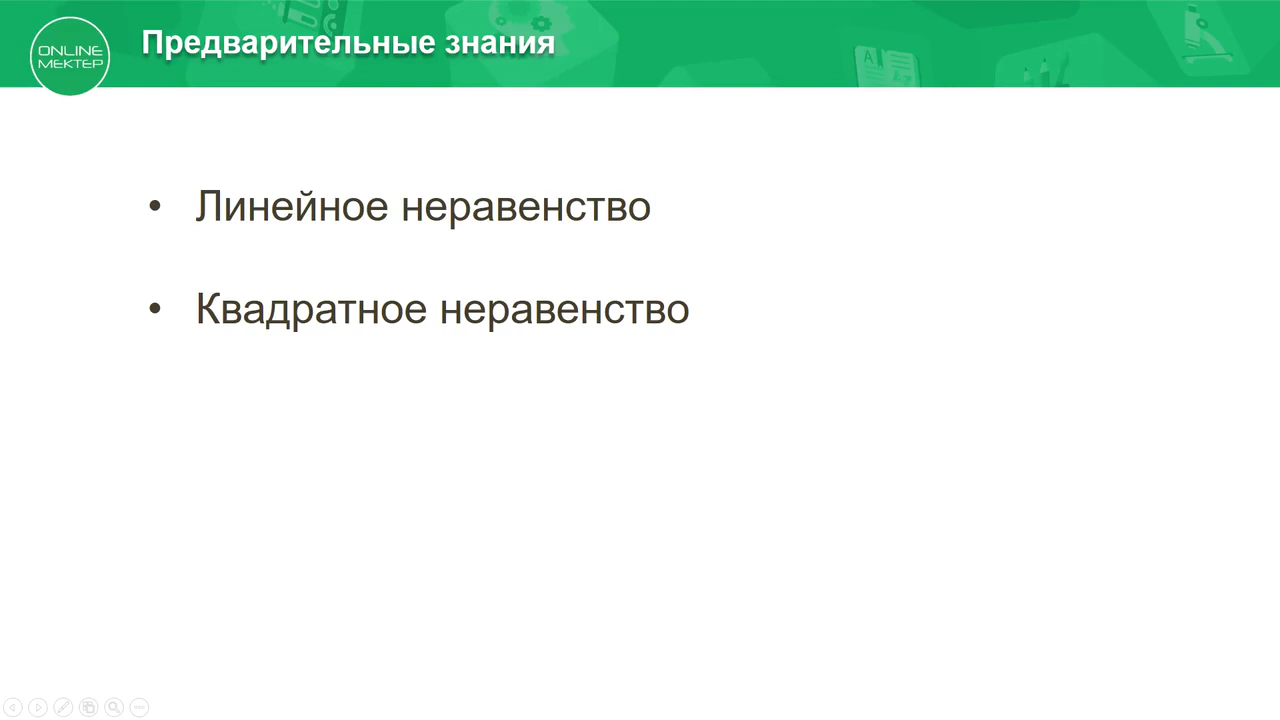 ONLINE
МЕКТЕР
Предварительные знания
• Линейное неравенство
• Квадратное неравенство